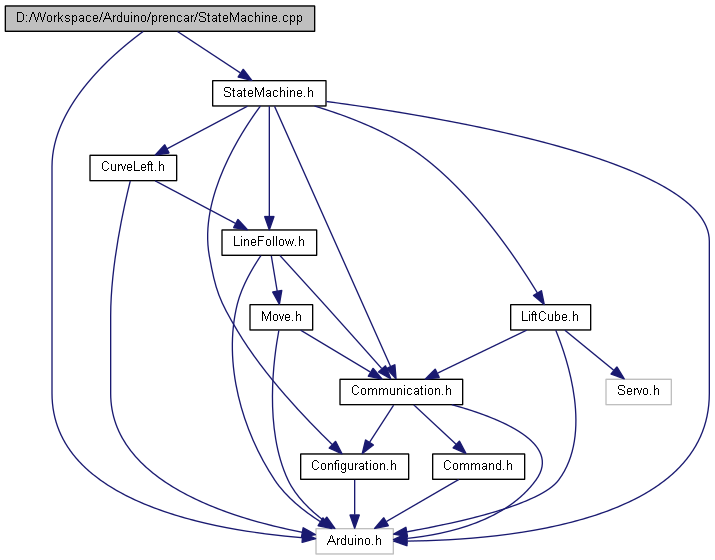 D:/Workspace/Arduino/prencar/StateMachine.cpp
StateMachine.h
CurveLeft.h
LineFollow.h
Move.h
LiftCube.h
Communication.h
Servo.h
Configuration.h
Command.h
Arduino.h